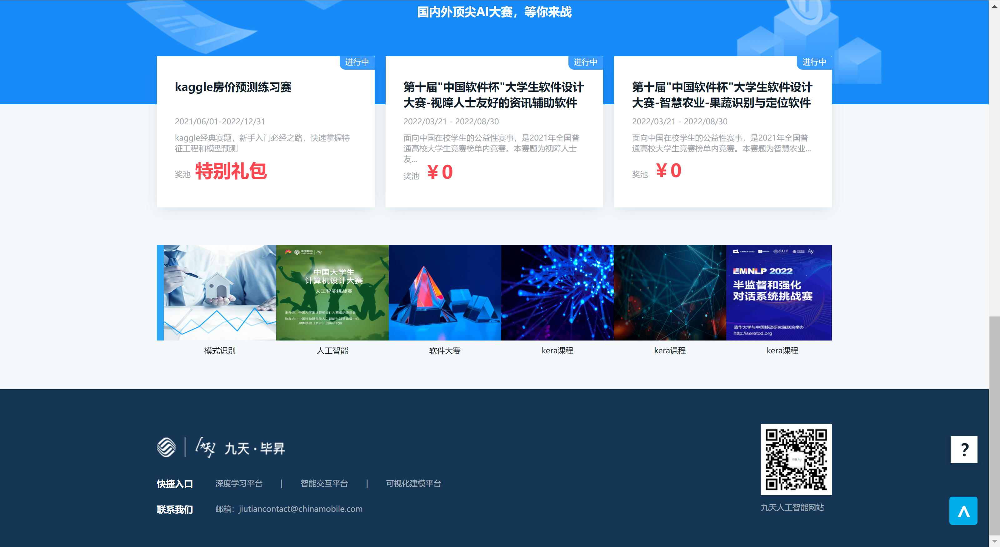 国内外顶尖AI大赛，等你来战
进行中
kaggle房价预测练习赛
2021/06/01-2022/12/31
kaggle经典赛题，新手入门必经之路，快速掌握特
征工程和模型预测
奖池 特别礼包
进行中
第十届"中国软件杯"大学生软件设计
大赛-视障人士友好的资讯辅助软件
2022/03/21 - 2022/08/30
面向中国在校学生的公益性赛事，是2021年全国普
通高校大学生竞赛榜单内竞赛。本赛题为视障人士
友...
奖池 ￥0
进行中
第十届"中国软件杯"大学生软件设计
大赛-智慧农业-果蔬识别与定位软件
2022/03/21 - 2022/08/30
面向中国在校学生的公益性赛事，是2021年全国普
通高校大学生竞赛榜单内竞赛。本赛题为智慧农业...
奖池 ￥0
中国移动
China Mobile
中国大学生
计算机设计大赛
人工智能挑战赛
主办方：中国大学生计算机设计大赛组织委员会
协办方：中国移动研究院人工智能与智慧运营中心
中国移动（浙江）创新研究院
EMNLP 2022
EMNLP 2022
半监督和强化
对话系统挑战赛
清华大学与中国移动研究院联合举办
http://seretod.org
模式识别
人工智能
软件大赛
kera课程
kera课程
kera课程
九天·毕昇
快捷入口 深度学习平台 | 智能交互平台 | 可视化建模平台
联系我们 邮箱：jiutiancontact@chinamobile.com
九天人工智能网站
?